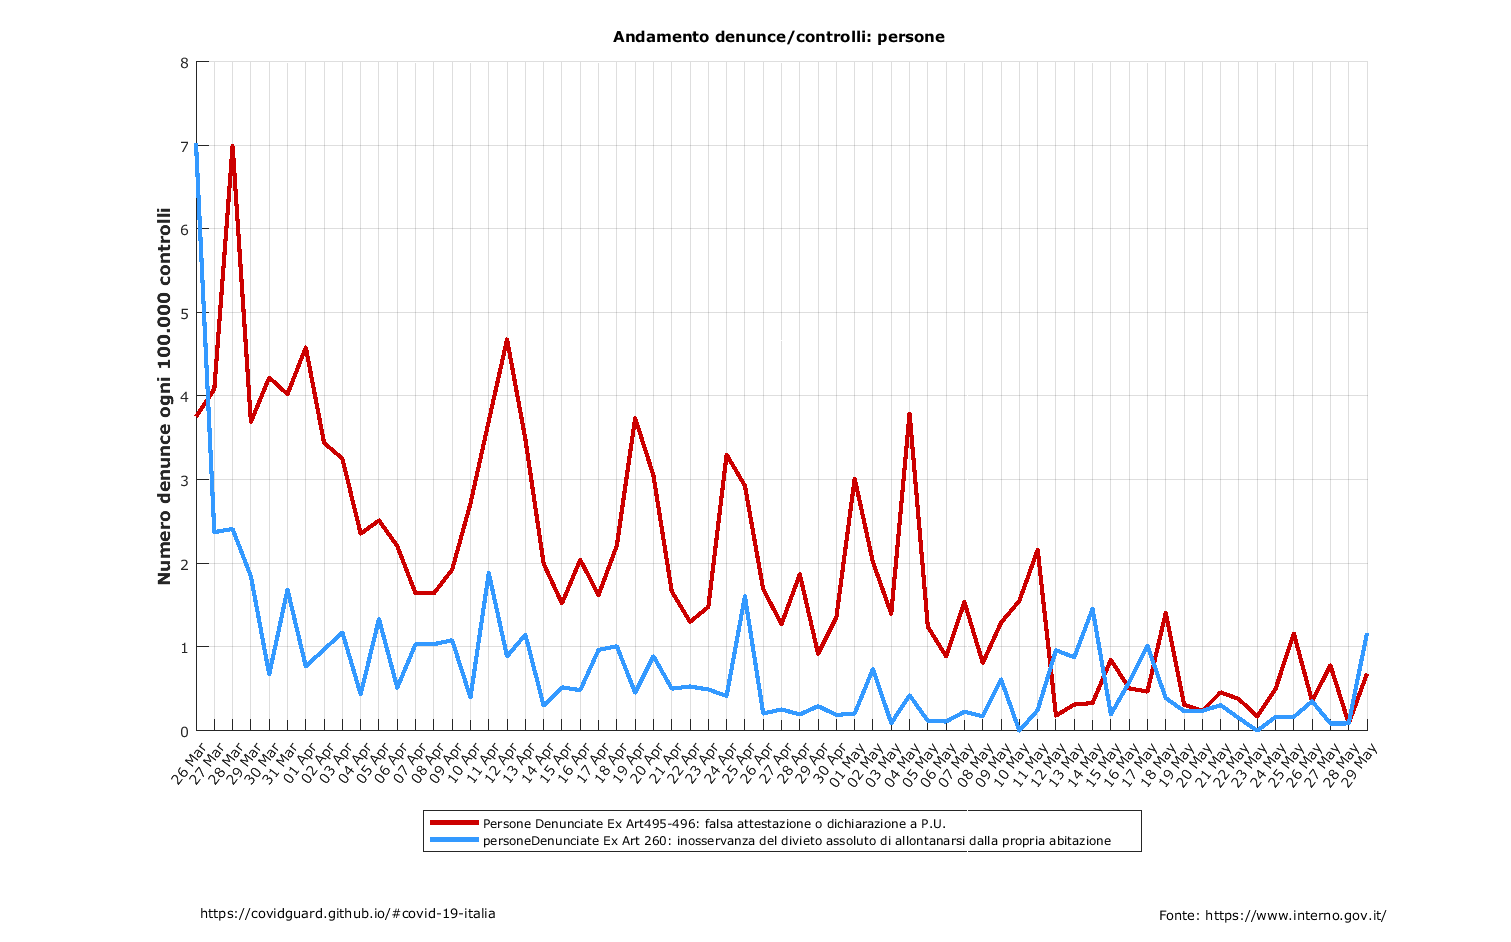 Andamento denunce/controlli: persone
Numero denunce ogni 100.000 controlli
8
7
6
5
4
3
2
1
0
26 Mar
27 Mar
28 Mar
29 Mar
30 Mar
31 Mar
01 Apr
02 Apr
03 Apr
04 Apr
05 Apr
06 Apr
07 Apr
08 Apr
09 Apr
10 Apr
11 Apr
12 Apr
13 Apr
14 Apr
15 Apr
16 Apr
17 Apr
18 Apr
19 Apr
20 Apr
21 Apr
22 Apr
23 Apr
24 Apr
25 Apr
26 Apr
27 Apr
28 Apr
29 Apr
30 Apr
01 May
02 May
03 May
04 May
05 May
06 May
07 May
08 May
09 May
10 May
11 May
12 May
13 May
14 May
15 May
16 May
17 May
18 May
19 May
20 May
21 May
22 May
23 May
24 May
25 May
26 May
27 May
28 May
29 May
Persone Denunciate Ex Art495-496: falsa attestazione o dichiarazione a P.U.
personeDenunciate Ex Art 260: inosservanza del divieto assoluto di allontanarsi dalla propria abitazione
https://covidguard.github.io/#covid-19-italia
Fonte: https://www.interno.gov.it/